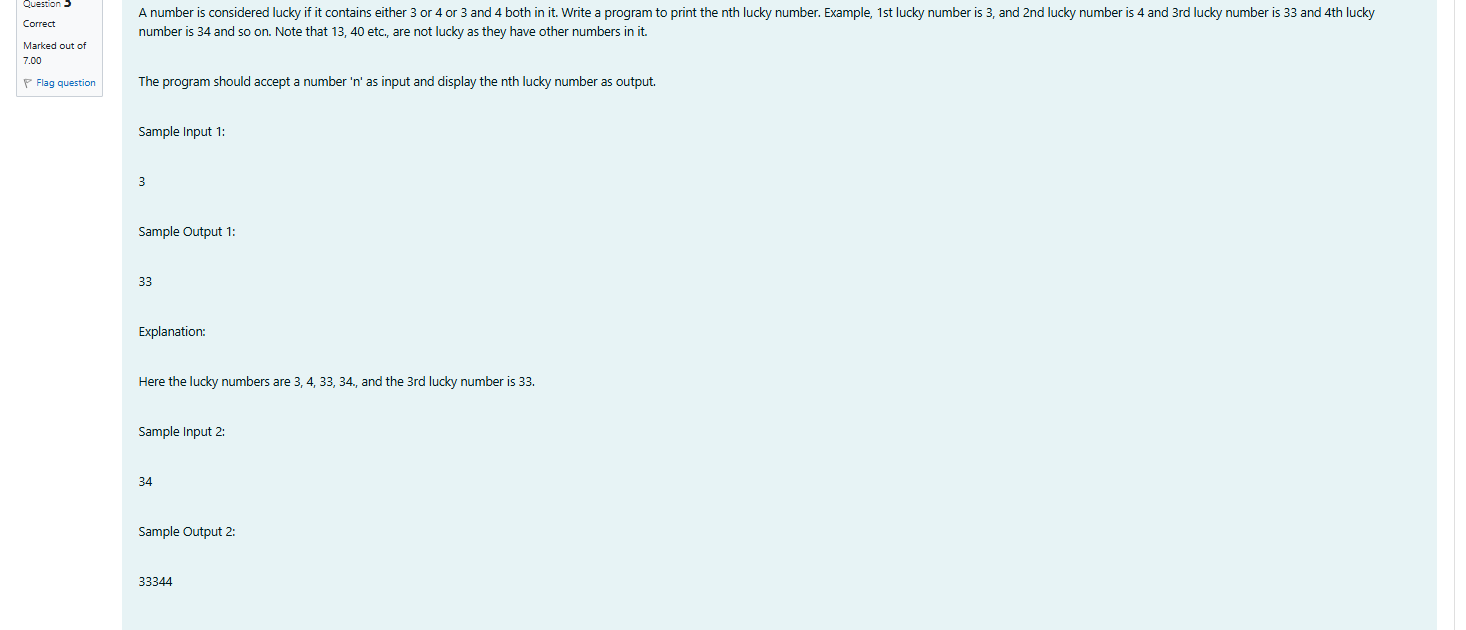 Question 3
Correct
Marked out of
7.00
Flag question
A number is considered lucky if it contains either 3 or 4 or 3 and 4 both in it. Write a program to print the nth lucky number. Example, 1st lucky number is 3, and 2nd lucky number is 4 and 3rd lucky number is 33 and 4th lucky
number is 34 and so on. Note that 13, 40 etc., are not lucky as they have other numbers in it.
The program should accept a number 'n' as input and display the nth lucky number as output.
Sample Input 1:
3
Sample Output 1:
33
Explanation:
Here the lucky numbers are 3, 4, 33, 34., and the 3rd lucky number is 33.
Sample Input 2:
34
Sample Output 2:
33344